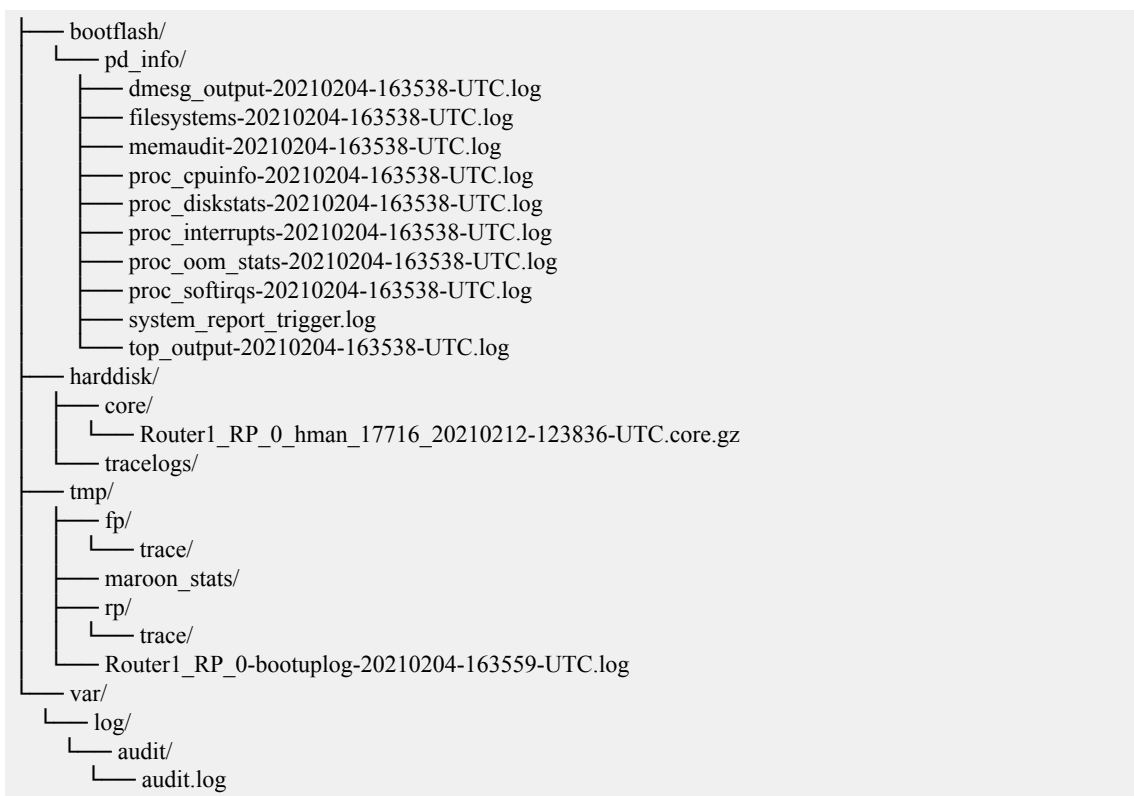 bootflash/
pd_info/
dmesg_output-20210204-163538-UTC.log
filesystems-20210204-163538-UTC.log
memaudit-20210204-163538-UTC.log
proc_cpuinfo-20210204-163538-UTC.log
proc_diskstats-20210204-163538-UTC.log
proc_interrupts-20210204-163538-UTC.log
proc_oom_stats-20210204-163538-UTC.log
proc_softirqs-20210204-163538-UTC.log
system_report_trigger.log
top_output-20210204-163538-UTC.log
harddisk/
core/
Router1_RP_0_hman_17716_20210212-123836-UTC.core.gz
tracelogs/
tmp/
fp/
trace/
maroon_stats/
rp/
trace/
Router1_RP_0-bootuplog-20210204-163559-UTC.log
var/
log/
audit/
audit.log